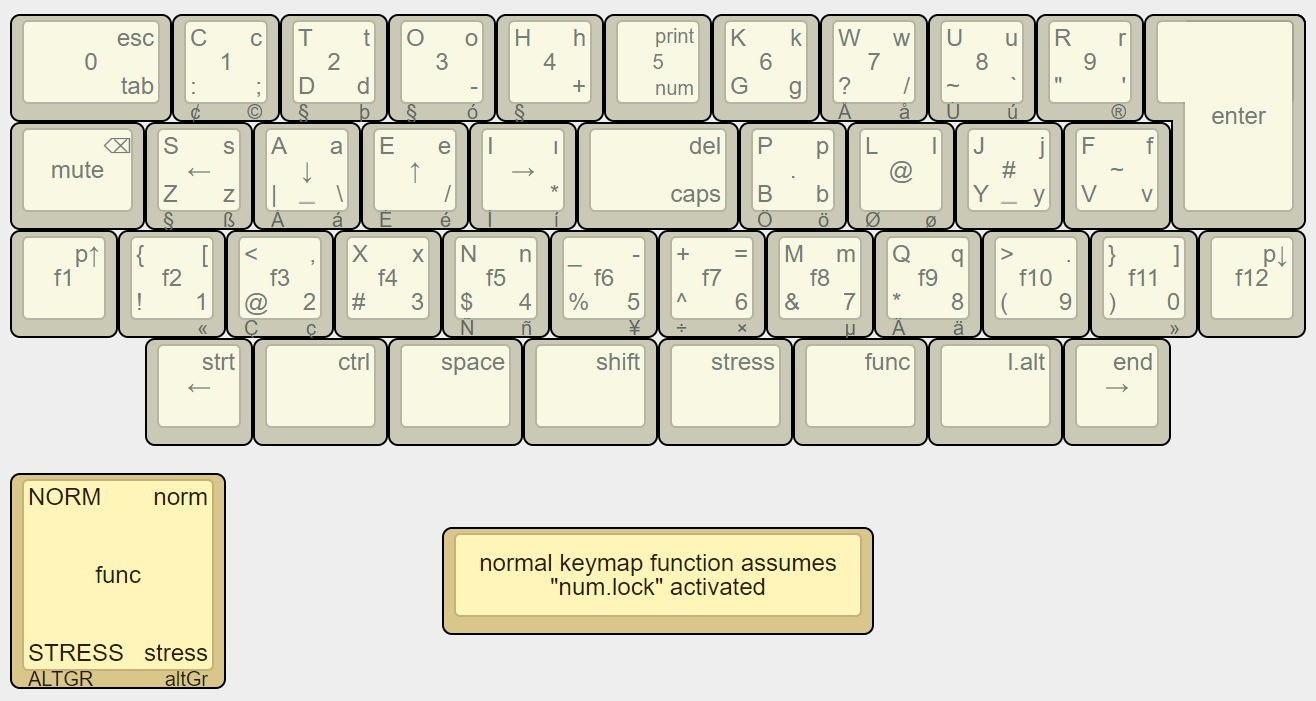 esc C c T t O o H h print K k W w U u R r
0 1 2 3 4 5 6 7 8 9
tab : ; D d - + num G g ? / ~ ` " '
enter
¢ © § þ § ó § Å å Ú ú ®
⌫ S s A a E e I ı del P p L l J j F f
mute ← ↓ ↑ → . @ # ~
Z z | _ \ / * caps B b Y _ y V v
§ ß Á á É é Í í Ö ö Ø ø
p↑ { [ < , X x N n _ - + = M m Q q > . } ] p↓
f1 f2 f3 f4 f5 f6 f7 f8 f9 f10 f11 f12
! 1 @ 2 # 3 $ 4 % 5 ^ 6 & 7 * 8 ( 9 ) 0
« Ç ç Ñ ñ ¥ ÷ × µ Ä ä »
strt ctrl space shift stress func l.alt end
← →
NORM norm
func
STRESS stress
ALTGR altGr
normal keymap function assumes
"num.lock" activated